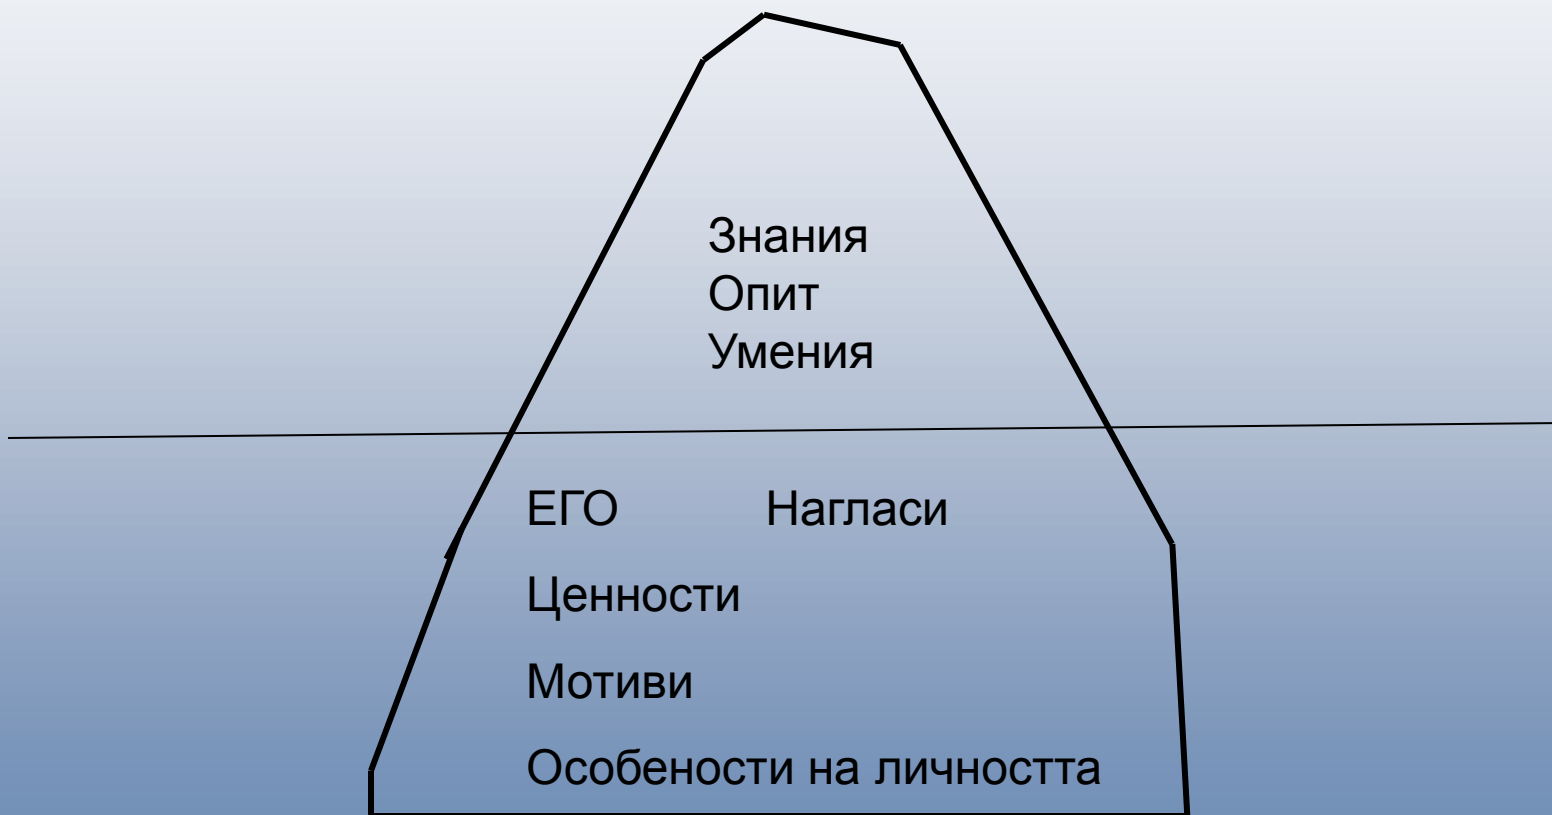 Знания
Опит
Умения
ЕГО Нагласи
Ценности
Мотиви
Особености на личността